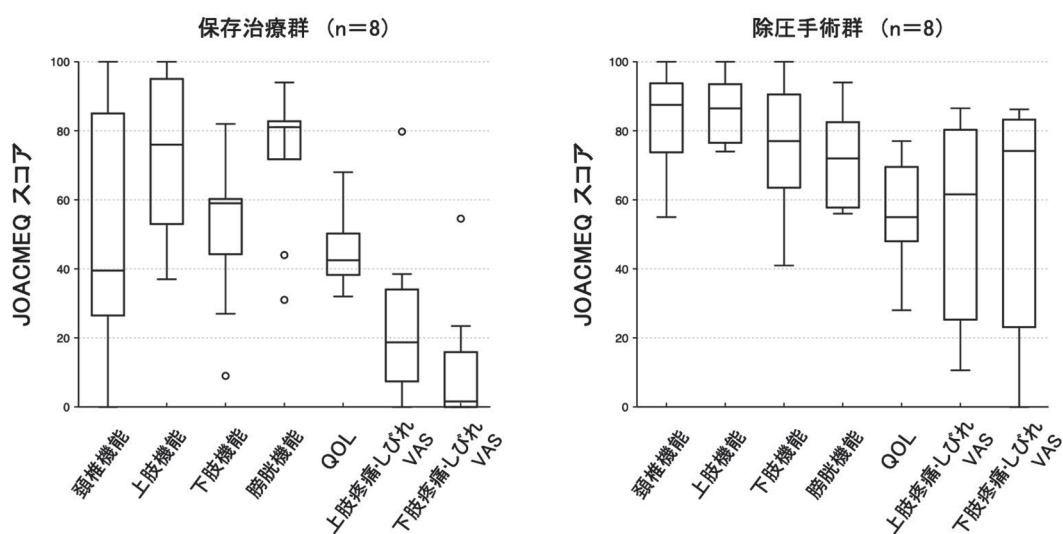 保存治療群 （n＝8）
JOACMEQ スコア
100
80
60
40
20
0
頚椎機能
上肢機能
下肢機能
膀胱機能
QOL
上肢疼痛・しびれ
VAS
下肢疼痛・しびれ
VAS
除圧手術群 （n＝8）
JOACMEQ スコア
100
80
60
40
20
0
頚椎機能
上肢機能
下肢機能
膀胱機能
QOL
上肢疼痛・しびれ
VAS
下肢疼痛・しびれ
VAS